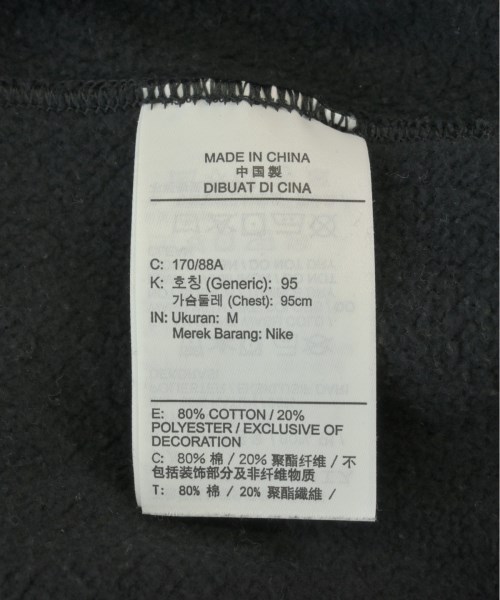 MADE IN CHINA
中国製
DIBUAT DI CINA
C: 170/88A
K: 호칭 (Generic): 95
가슴둘레 (Chest): 95cm
IN: Ukuran: M
Merek Barang: Nike
E: 80% COTTON / 20%
POLYESTER / EXCLUSIVE OF
DECORATION
C: 80% 棉 / 20% 聚酯纤维 / 不
包括装饰部分及非纤维物质
T: 80% 棉 / 20% 聚酯纖維 /